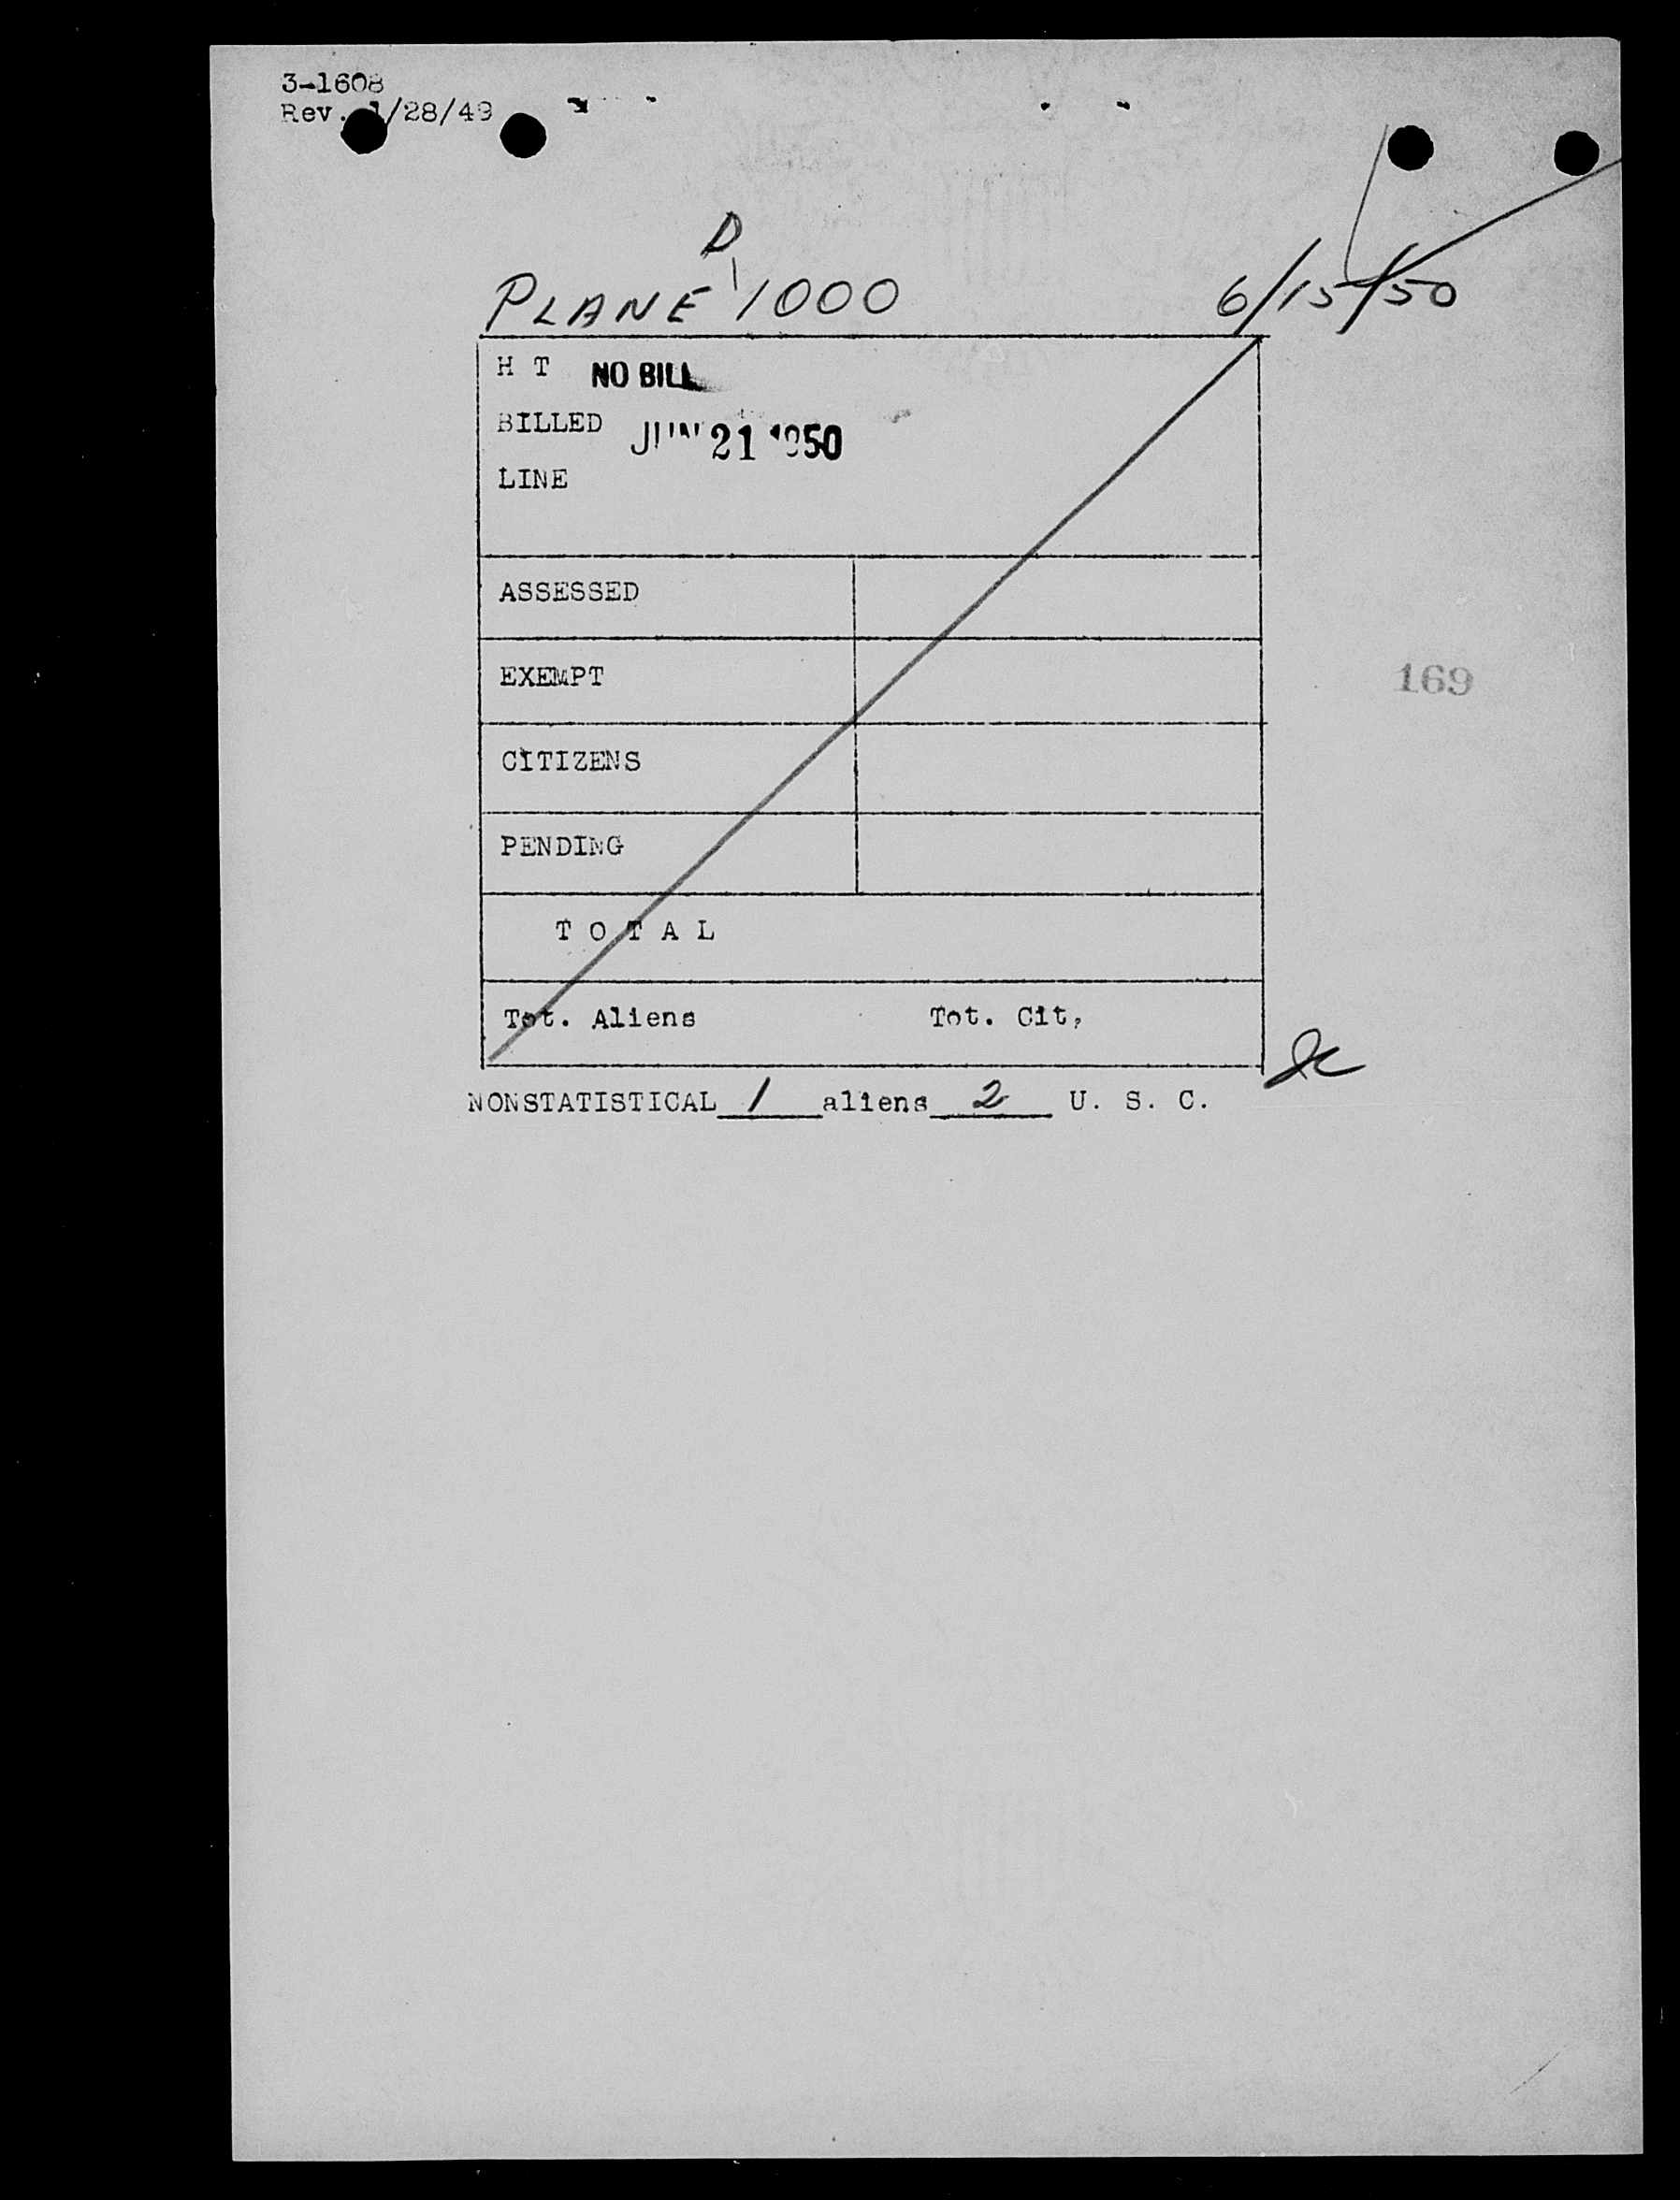 3-1608
Rev. 1/28/49
D
PLANE 1000 6/15/50
H T NO BILL
BILLED JUN 21 1950
LINE
ASSESSED
EXEMPT
169
CITIZENS
PENDING
T O T A L
Tot. Aliens Tot. Cit.
NONSTATISTICAL 1 aliens 2 U. S. C.